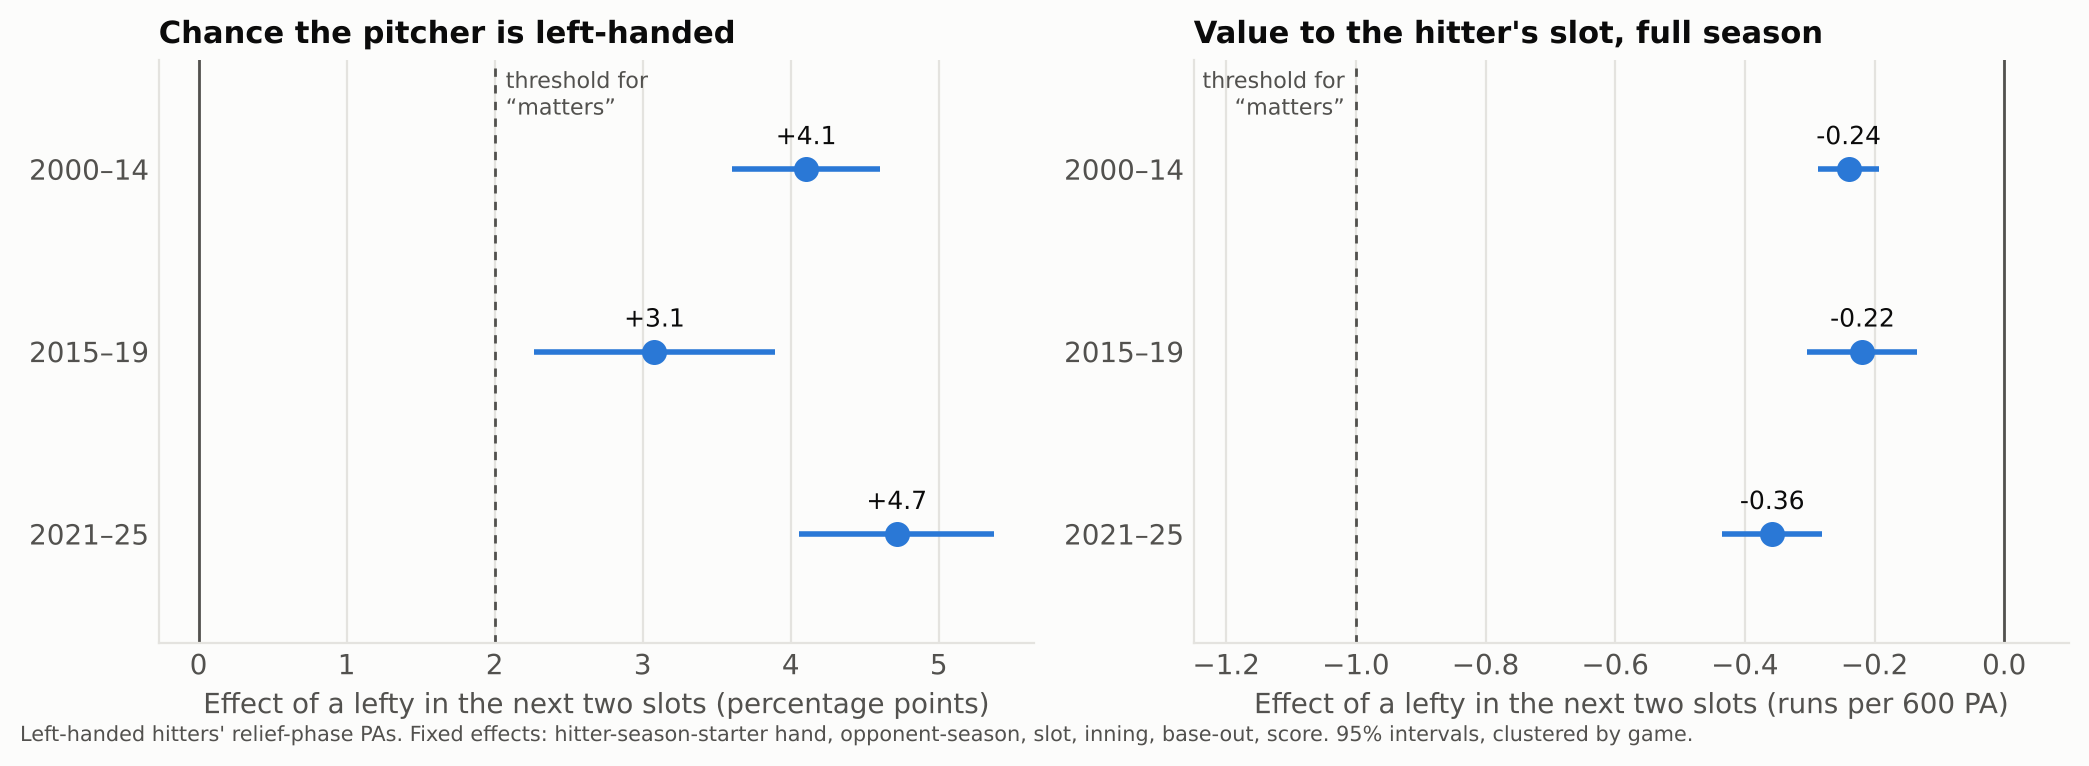 Chance the pitcher is left-handed
threshold for
“matters”
+4.1
2000–14
+3.1
2015–19
+4.7
2021–25
0 1 2 3 4 5
Effect of a lefty in the next two slots (percentage points)
Value to the hitter's slot, full season
threshold for
“matters”
-0.24
2000–14
-0.22
2015–19
-0.36
2021–25
−1.2 −1.0 −0.8 −0.6 −0.4 −0.2 0.0
Effect of a lefty in the next two slots (runs per 600 PA)
Left-handed hitters' relief-phase PAs. Fixed effects: hitter-season-starter hand, opponent-season, slot, inning, base-out, score. 95% intervals, clustered by game.